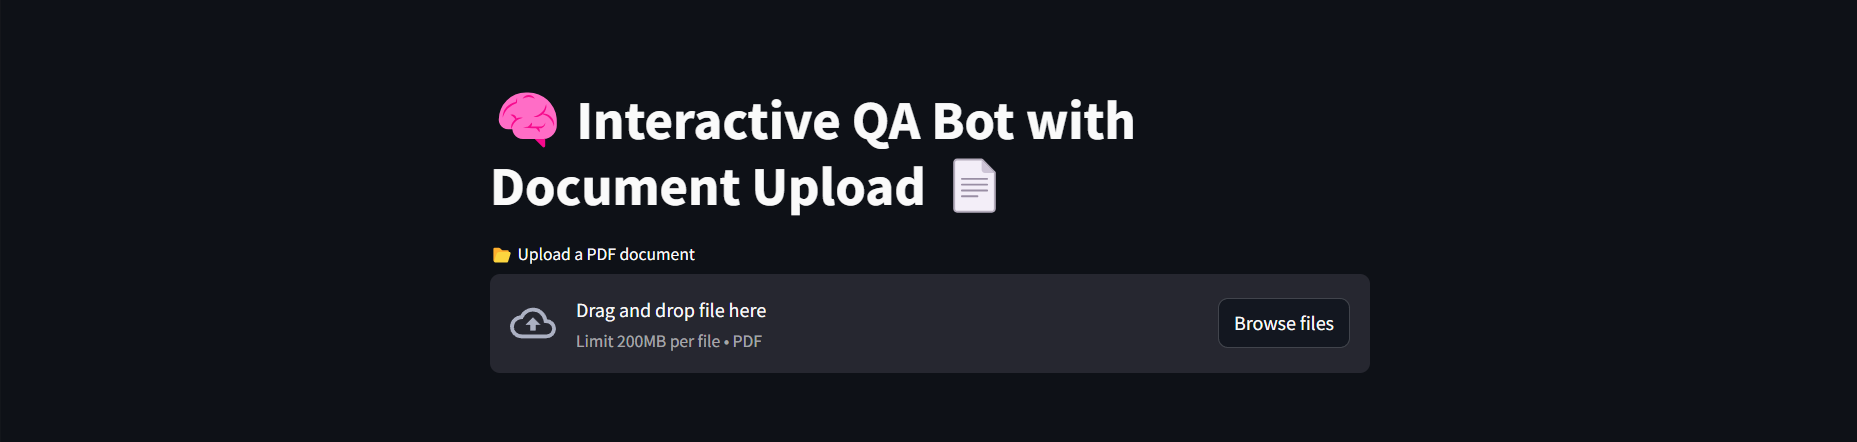 🧠 Interactive QA Bot with
Document Upload 📄
📂 Upload a PDF document
Drag and drop file here
Limit 200MB per file • PDF
Browse files